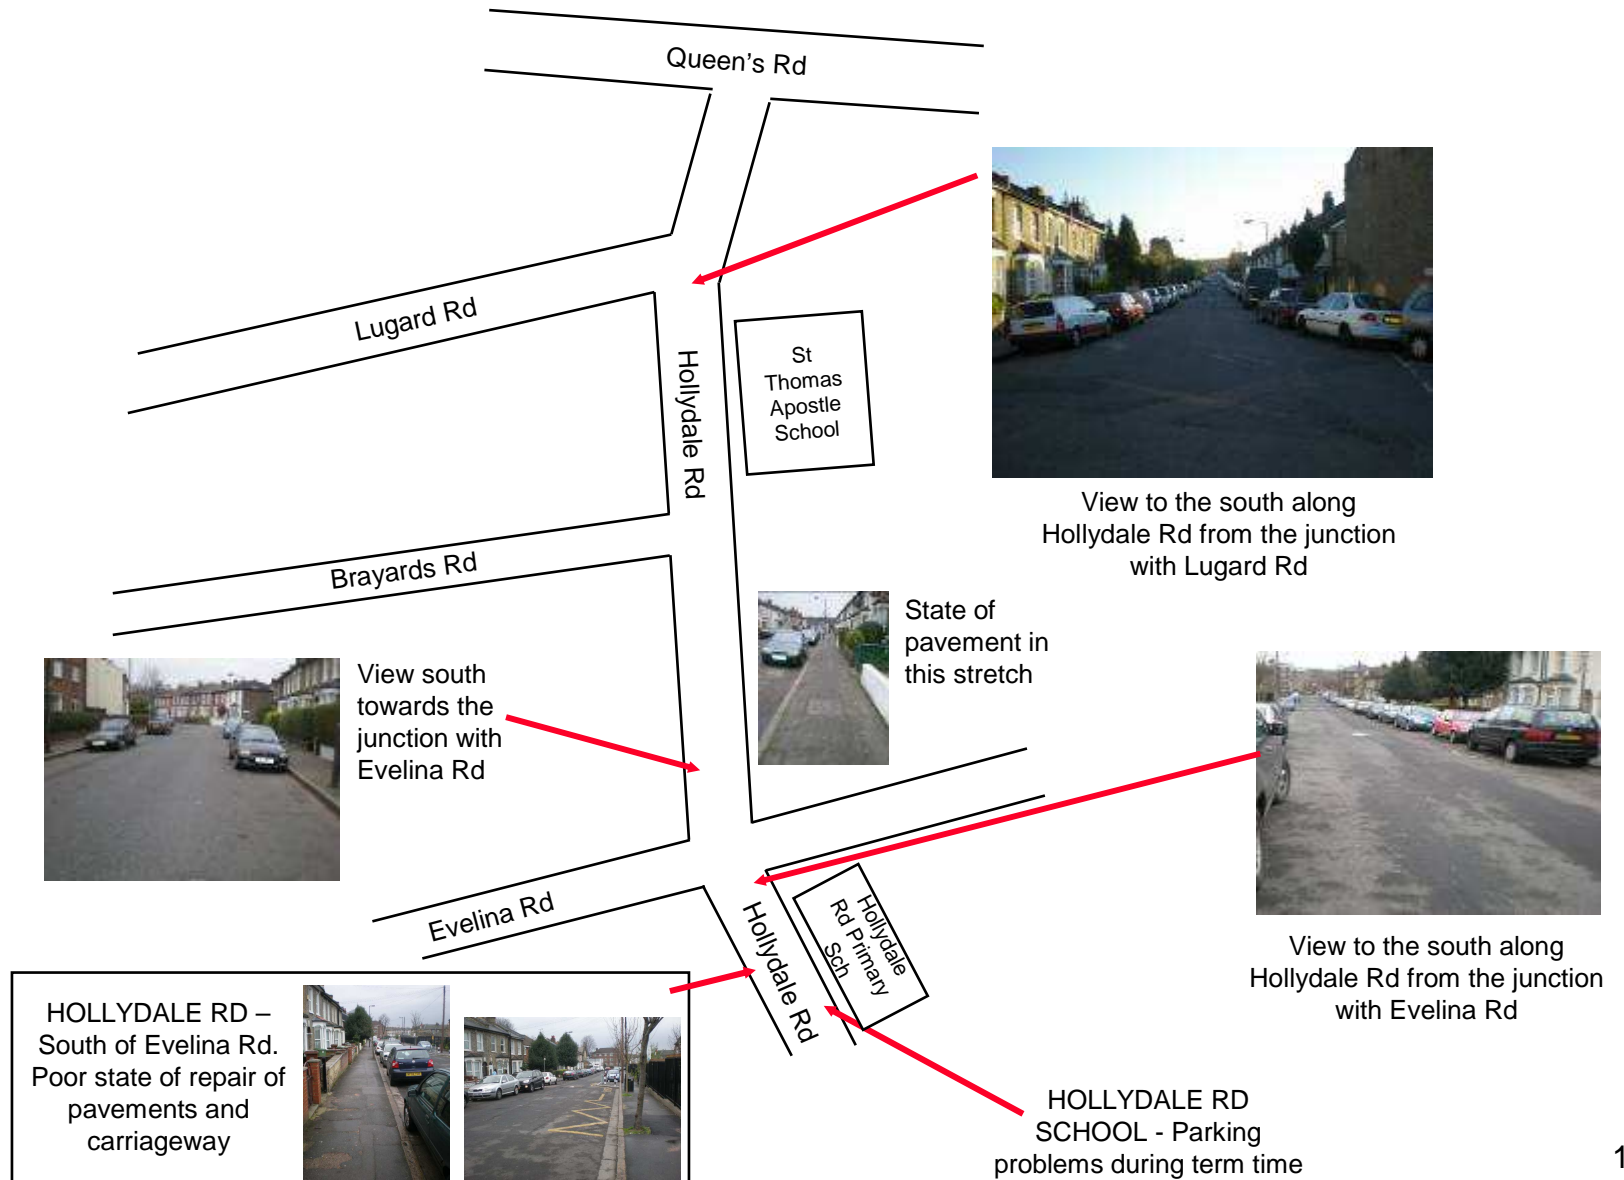 Queen's Rd
Lugard Rd
Hollydale Rd
St
Thomas
Apostle
School
View to the south along
Hollydale Rd from the junction
with Lugard Rd
Brayards Rd
State of
pavement in
this stretch
View south
towards the
junction with
Evelina Rd
Evelina Rd
Hollydale Rd
Hollydale
Rd Primary
Sch
View to the south along
Hollydale Rd from the junction
with Evelina Rd
HOLLYDALE RD –
South of Evelina Rd.
Poor state of repair of
pavements and
carriageway
HOLLYDALE RD
SCHOOL - Parking
problems during term time
1